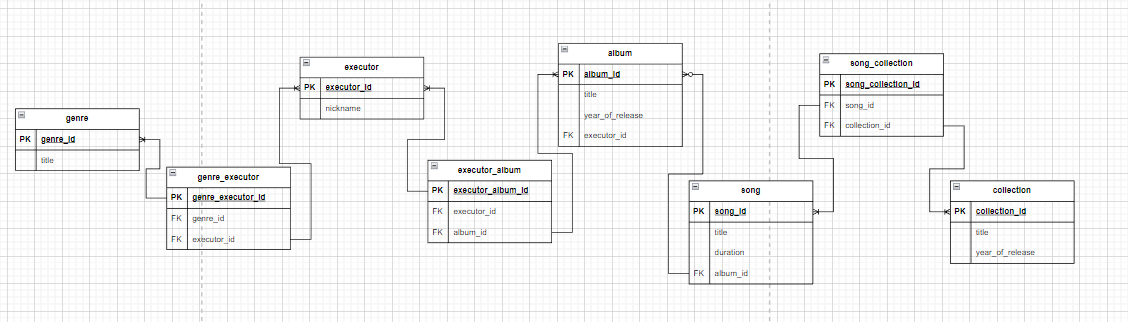 genre
PK genre_id
title
genre_executor
PK genre_executor_id
FK genre_id
FK executor_id
executor
PK executor_id
nickname
executor_album
PK executor_album_id
FK executor_id
FK album_id
album
PK album_id
title
year_of_release
FK executor_id
song
PK song_id
title
duration
FK album_id
song_collection
PK song_collection_id
FK song_id
FK collection_id
collection
PK collection_id
title
year_of_release